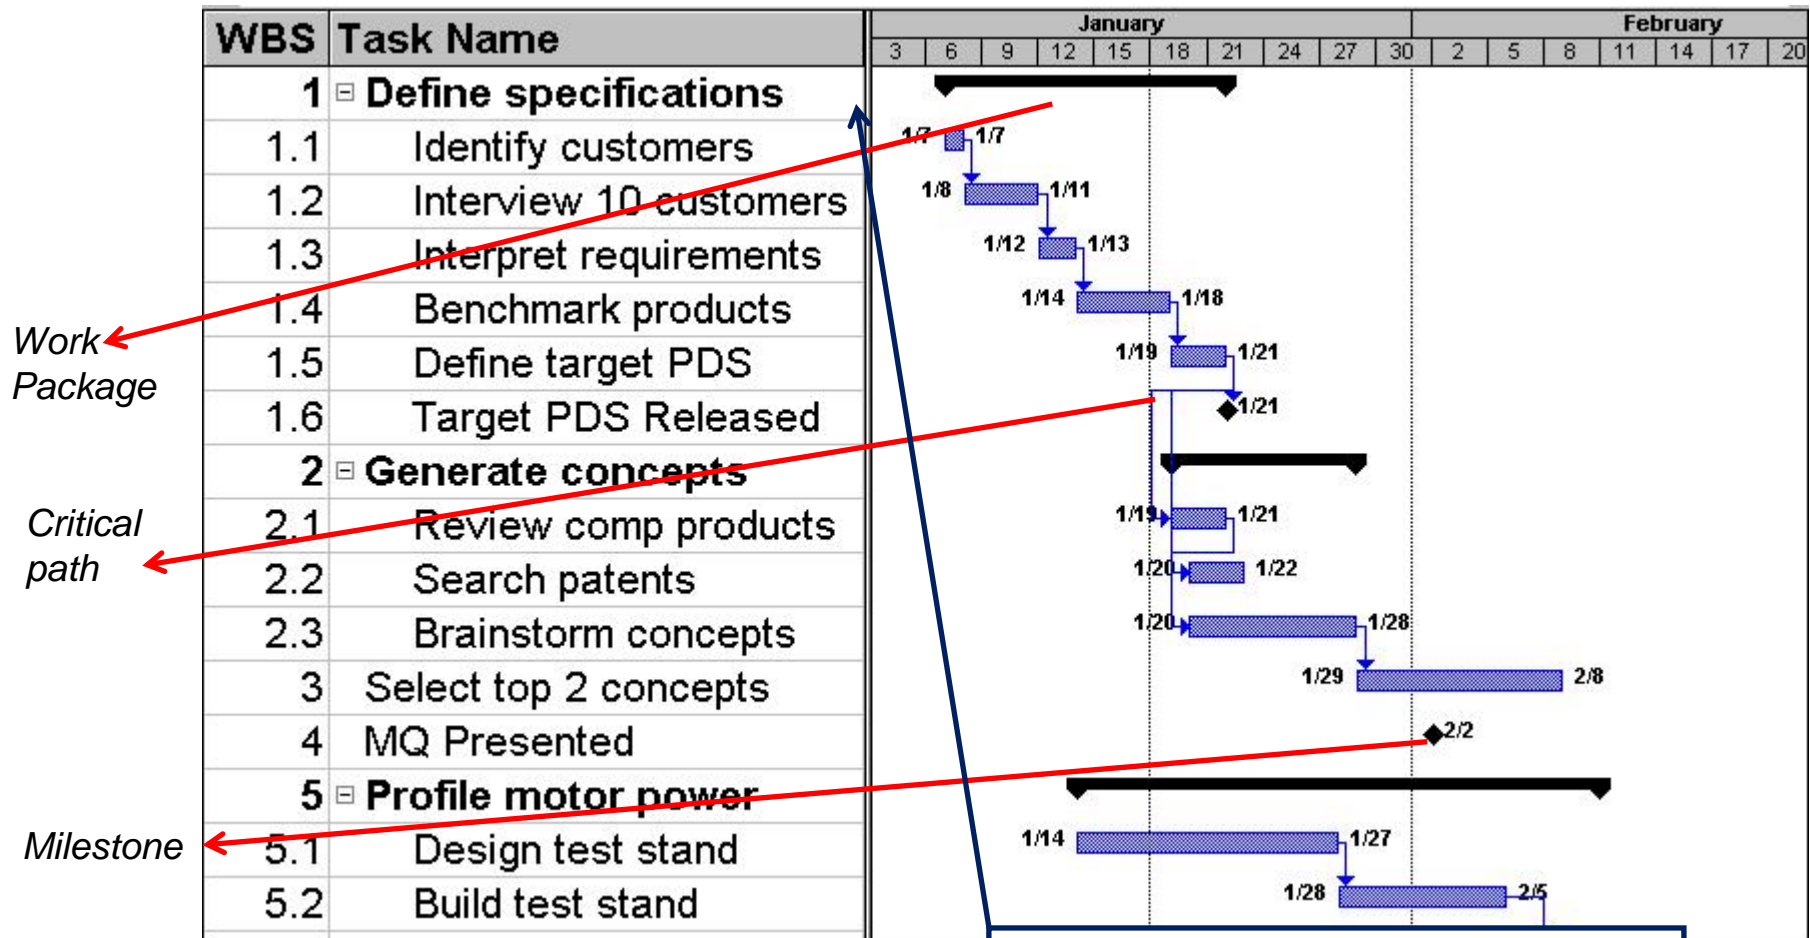 WBS Task Name January February
3 6 9 12 15 18 21 24 27 30 2 5 8 11 14 17 20
1 Define specifications
1.1 Identify customers 1/7 1/7
1.2 Interview 10 customers 1/8 1/11
1.3 Interpret requirements 1/12 1/13
1.4 Benchmark products 1/14 1/18
Work
Package
1.5 Define target PDS 1/19 1/21
1.6 Target PDS Released 1/21
2 Generate concepts
Critical
path
2.1 Review comp products 1/19 1/21
2.2 Search patents 1/20 1/22
2.3 Brainstorm concepts 1/20 1/28
3 Select top 2 concepts 1/29 2/8
4 MQ Presented 2/2
5 Profile motor power
Milestone
5.1 Design test stand 1/14 1/27
5.2 Build test stand 1/28 2/5